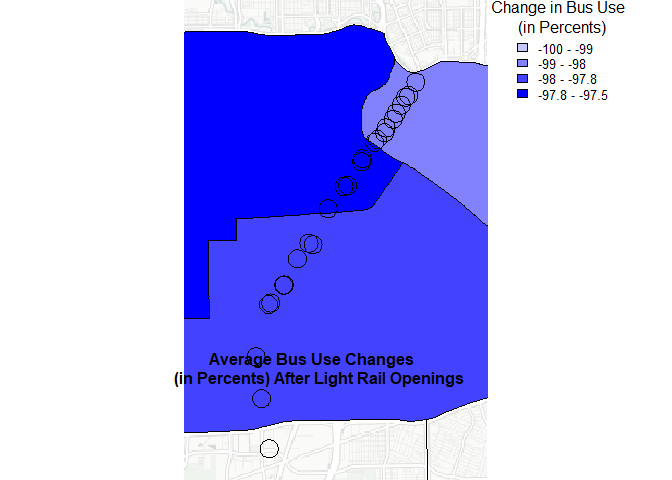 Change in Bus Use
(in Percents)
-100 - -99
-99 - -98
-98 - -97.8
-97.8 - -97.5
Average Bus Use Changes
(in Percents) After Light Rail Openings